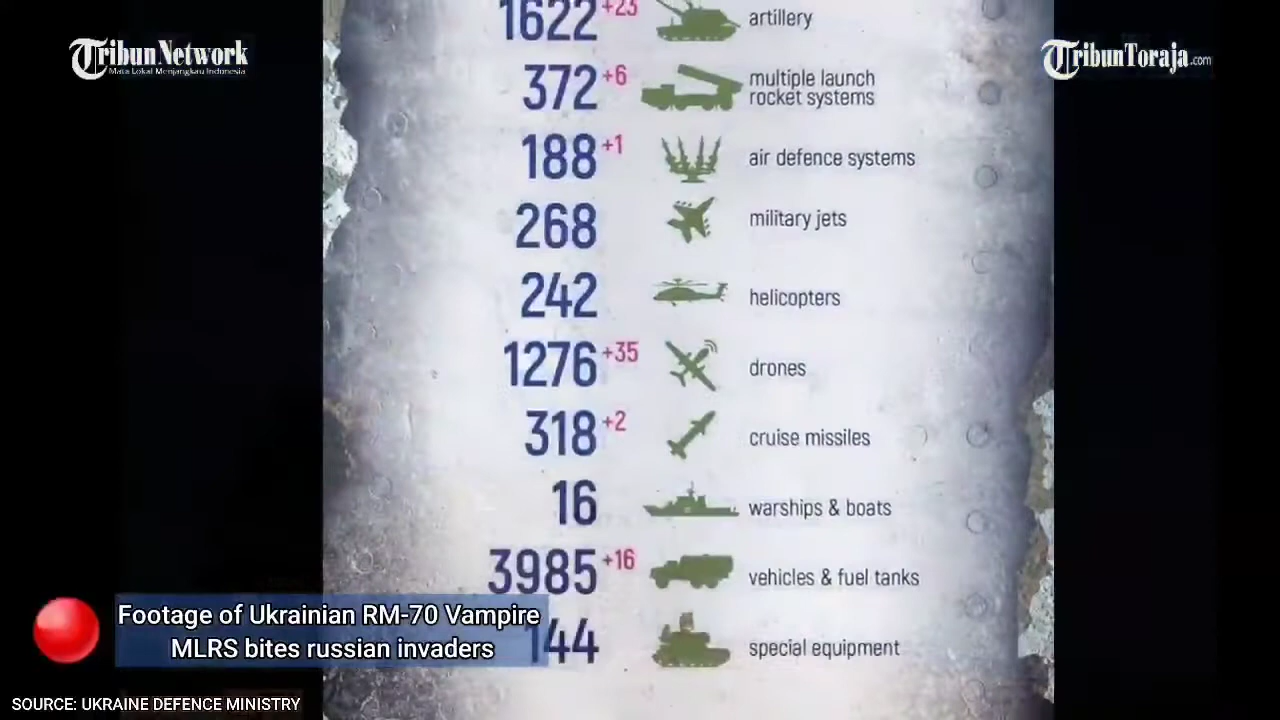 1622 +23 artillery
TribunNetwork
Mata Lokal Menjangkau Indonesia
TribunToraja.com
372 +6 multiple launch
rocket systems
188 +1 air defence systems
268 military jets
242 helicopters
1276 +35 drones
318 +2 cruise missiles
16 warships & boats
3985 +16 vehicles & fuel tanks
Footage of Ukrainian RM-70 Vampire
MLRS bites russian invaders
144 special equipment
SOURCE: UKRAINE DEFENCE MINISTRY